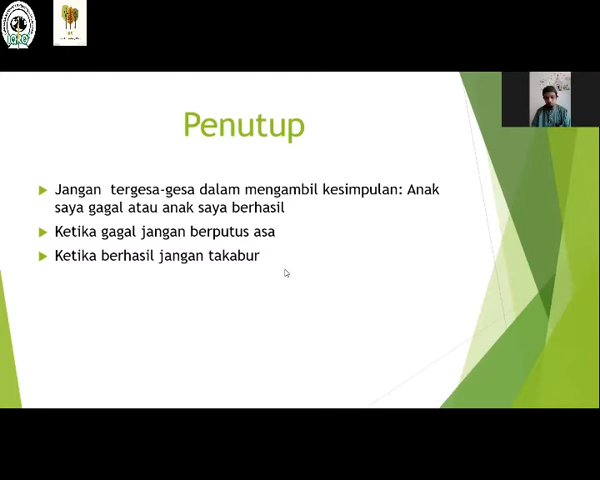 Penutup
Jangan tergesa-gesa dalam mengambil kesimpulan: Anak
saya gagal atau anak saya berhasil
Ketika gagal jangan berputus asa
Ketika berhasil jangan takabur